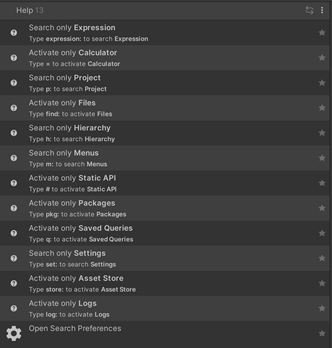 Help 13
Search only Expression
Type expression: to search Expression
Activate only Calculator
Type = to activate Calculator
Search only Project
Type p: to search Project
Activate only Files
Type find: to activate Files
Search only Hierarchy
Type h: to search Hierarchy
Search only Menus
Type m: to search Menus
Activate only Static API
Type # to activate Static API
Activate only Packages
Type pkg: to activate Packages
Activate only Saved Queries
Type q: to activate Saved Queries
Search only Settings
Type set: to search Settings
Activate only Asset Store
Type store: to activate Asset Store
Activate only Logs
Type log: to activate Logs
Open Search Preferences